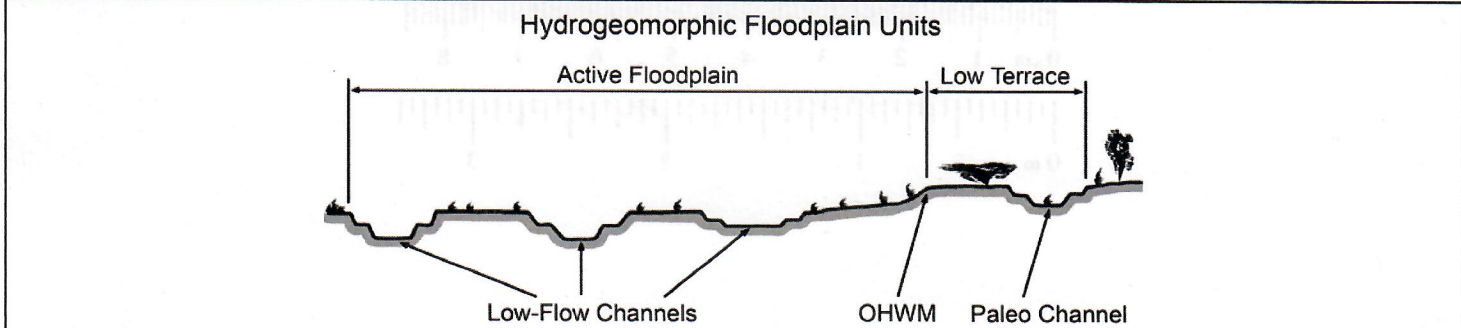 Hydrogeomorphic Floodplain Units
Active Floodplain
Low Terrace
Low-Flow Channels
OHWM
Paleo Channel